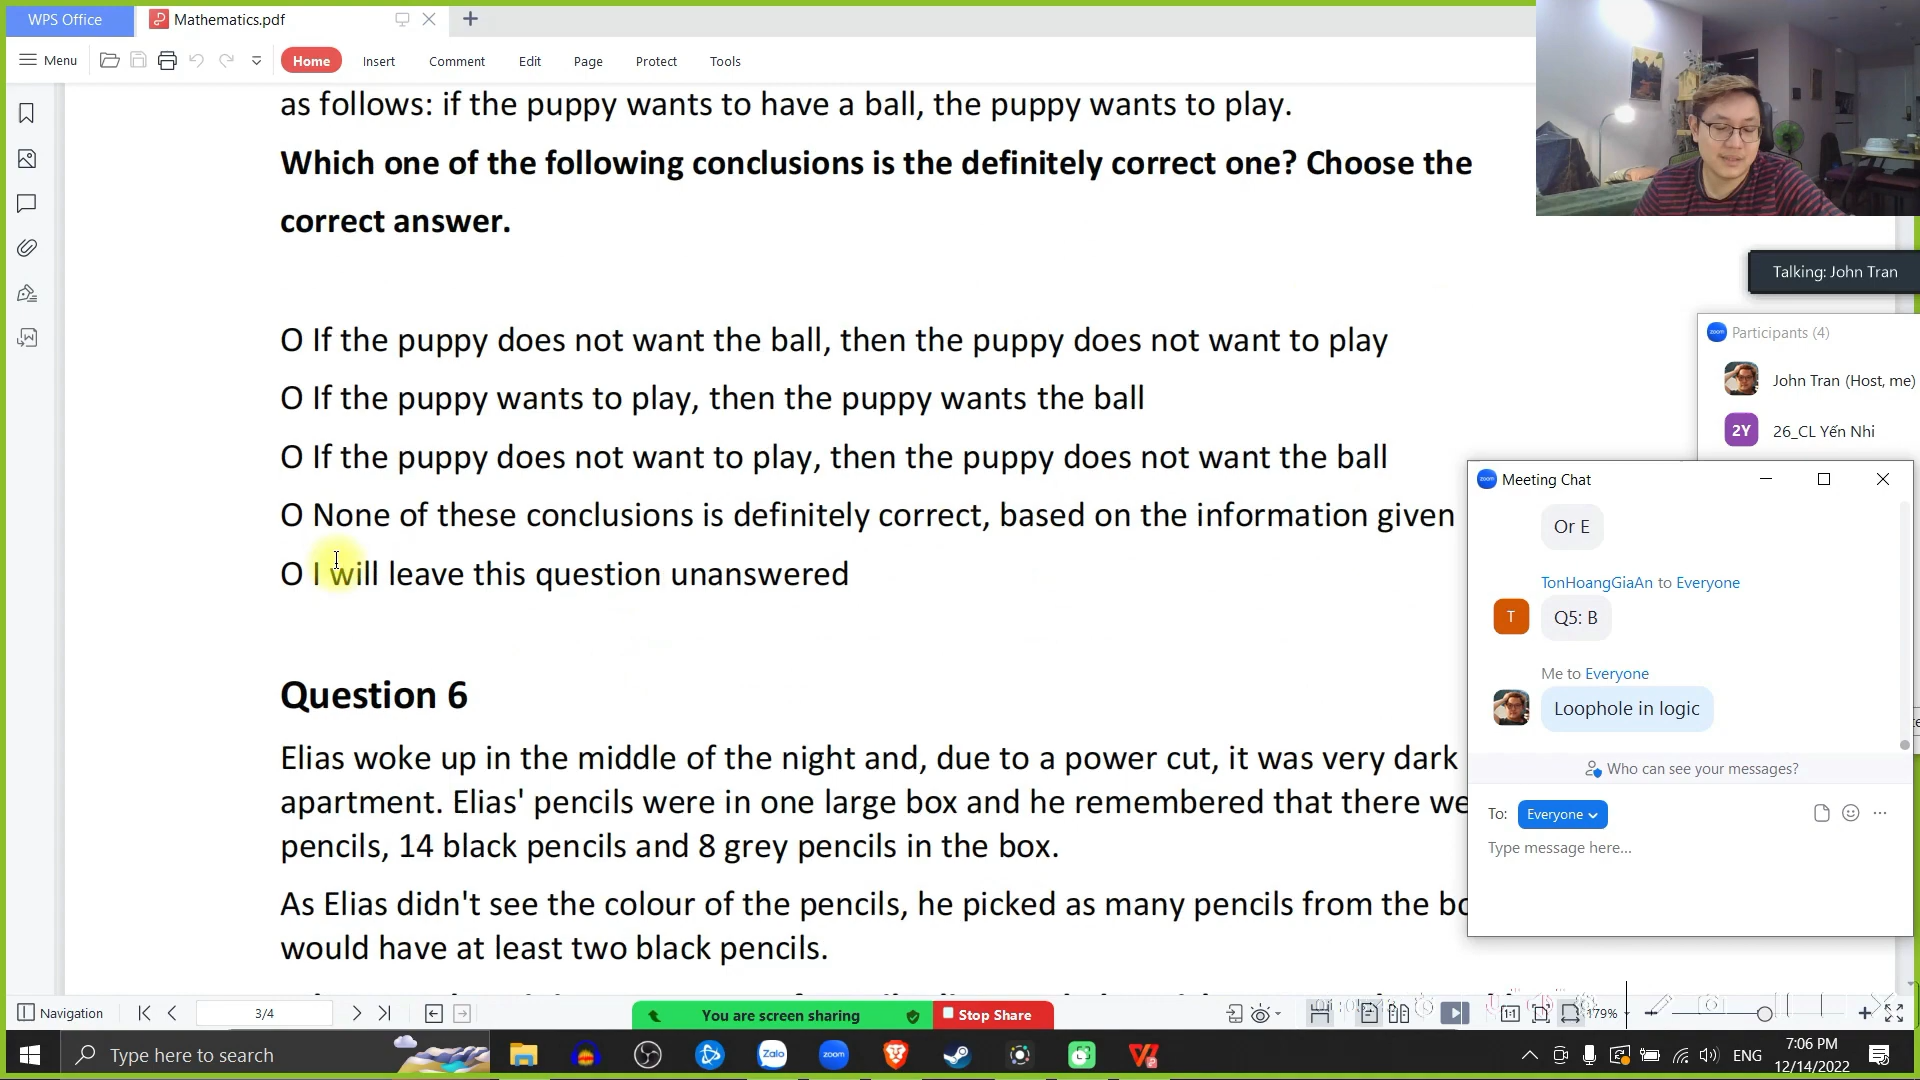 WPS Office
Mathematics.pdf
Menu
Home
Insert
Comment
Edit
Page
Protect
Tools
as follows: if the puppy wants to have a ball, the puppy wants to play.
Which one of the following conclusions is the definitely correct one? Choose the
correct answer.
O If the puppy does not want the ball, then the puppy does not want to play
O If the puppy wants to play, then the puppy wants the ball
O If the puppy does not want to play, then the puppy does not want the ball
O None of these conclusions is definitely correct, based on the information given
O I will leave this question unanswered
Question 6
Elias woke up in the middle of the night and, due to a power cut, it was very dark
apartment. Elias' pencils were in one large box and he remembered that there we
pencils, 14 black pencils and 8 grey pencils in the box.
As Elias didn't see the colour of the pencils, he picked as many pencils from the bo
would have at least two black pencils.
Talking: John Tran
zoom
Participants (4)
John Tran (Host, me)
2Y
26_CL Yến Nhi
zoom
Meeting Chat
Or E
TonHoangGiaAn to Everyone
T
Q5: B
Me to Everyone
Loophole in logic
Who can see your messages?
To:
Everyone
Type message here...
Navigation
3/4
You are screen sharing
Stop Share
1:1
179%
Type here to search
Zalo
zoom
ENG
7:06 PM
12/14/2022